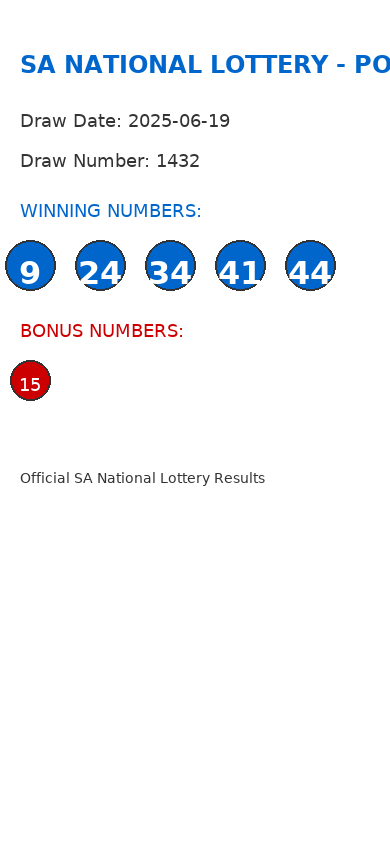 SA NATIONAL LOTTERY - PO
Draw Date: 2025-06-19
Draw Number: 1432
WINNING NUMBERS:
9 24 34 41 44
BONUS NUMBERS:
15
Official SA National Lottery Results